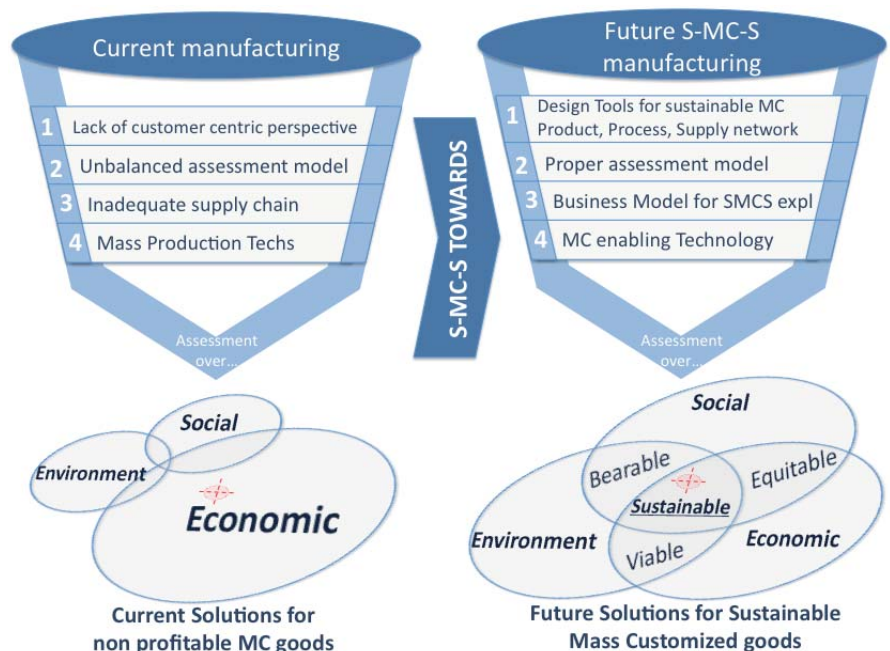 Current manufacturing
1 Lack of customer centric perspective
2 Unbalanced assessment model
3 Inadequate supply chain
4 Mass Production Techs
Assessment
over...
Social
Environment
Economic
Current Solutions for
non profitable MC goods
S-MC-S TOWARDS
Future S-MC-S
manufacturing
1 Design Tools for sustainable MC
Product, Process, Supply network
2 Proper assessment model
3 Business Model for SMCS expl
4 MC enabling Technology
Assessment
over...
Social
Bearable
Equitable
Sustainable
Environment
Viable
Economic
Future Solutions for Sustainable
Mass Customized goods